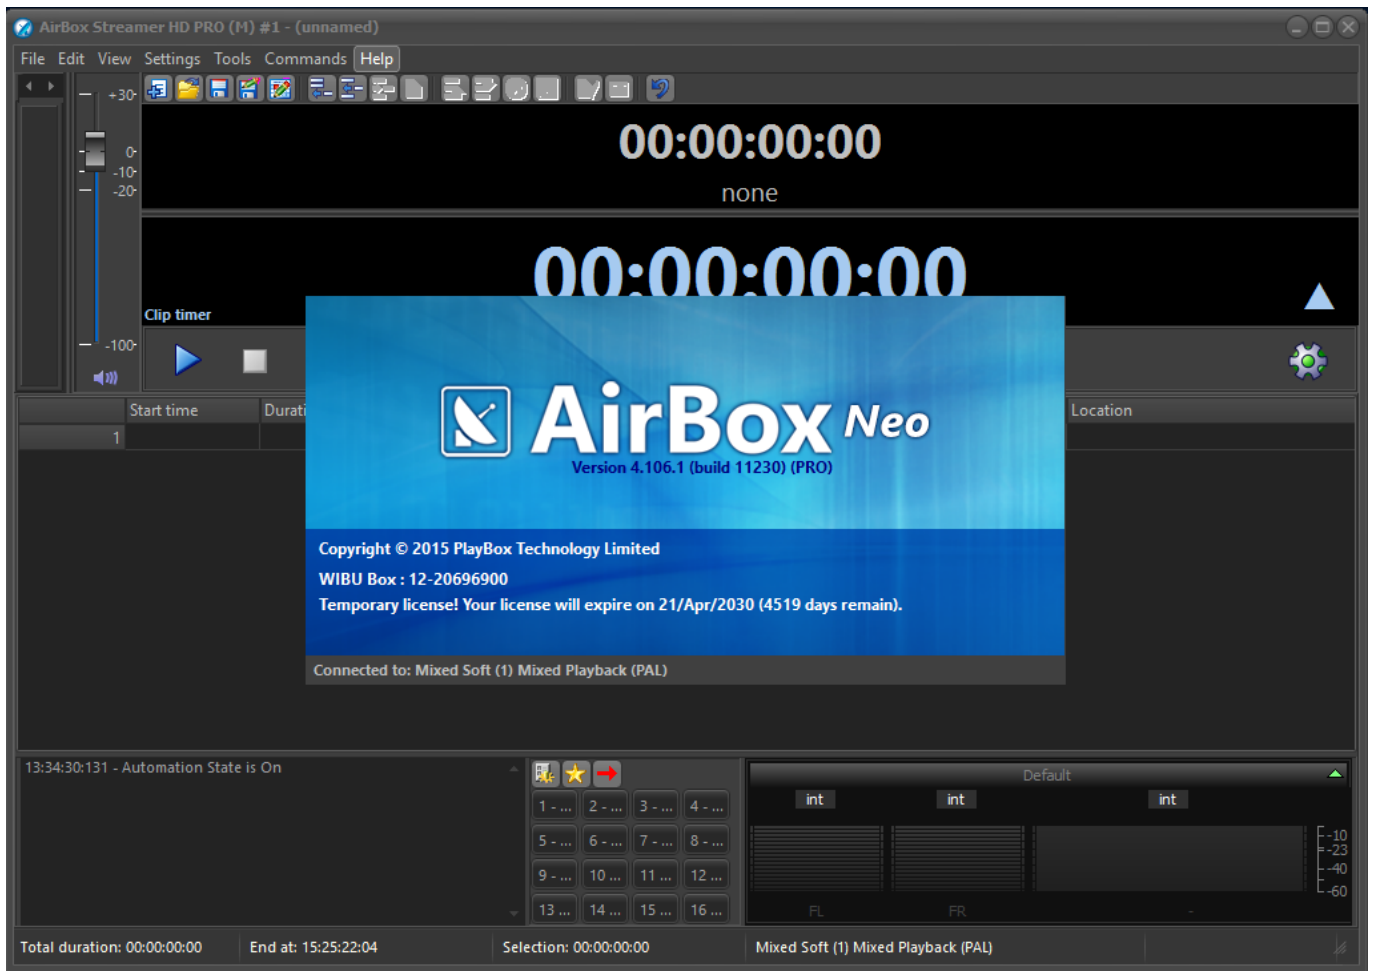 AirBox Streamer HD PRO (M) #1 - (unnamed)
File Edit View Settings Tools Commands Help
+30
0
-10
-20
-100
00:00:00:00
none
00:00:00:00
Clip timer
Start time Durati Location
1
AirBox Neo
Version 4.106.1 (build 11230) (PRO)
Copyright © 2015 PlayBox Technology Limited
WIBU Box : 12-20696900
Temporary license! Your license will expire on 21/Apr/2030 (4519 days remain).
Connected to: Mixed Soft (1) Mixed Playback (PAL)
13:34:30:131 - Automation State is On
1 - ... 2 - ... 3 - ... 4 - ...
5 - ... 6 - ... 7 - ... 8 - ...
9 - ... 10 ... 11 ... 12 ...
13 ... 14 ... 15 ... 16 ...
Default
int int int
-10
-23
-40
-60
FL FR -
Total duration: 00:00:00:00 End at: 15:25:22:04 Selection: 00:00:00:00 Mixed Soft (1) Mixed Playback (PAL)